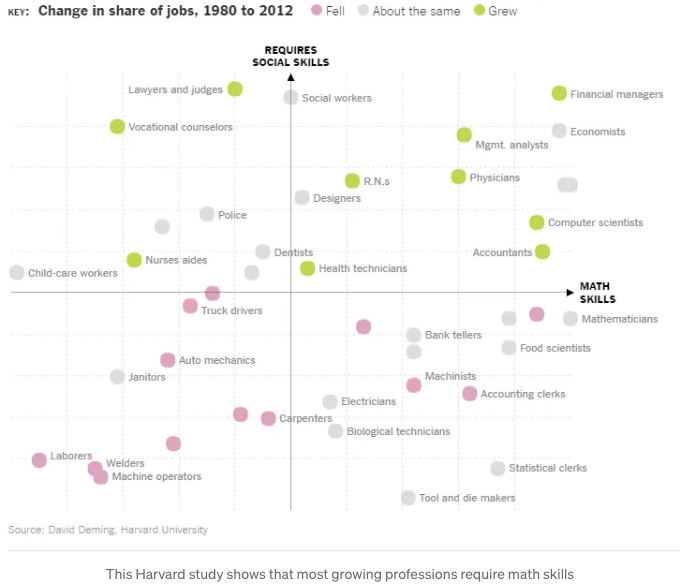 KEY: Change in share of jobs, 1980 to 2012 Fell About the same Grew
REQUIRES
SOCIAL SKILLS
Lawyers and judges
Social workers
Financial managers
Vocational counselors
Economists
Mgmt. analysts
R.N.s
Physicians
Designers
Police
Computer scientists
Dentists
Accountants
Nurses aides
Health technicians
Child-care workers
MATH
SKILLS
Truck drivers
Mathematicians
Bank tellers
Food scientists
Auto mechanics
Janitors
Machinists
Accounting clerks
Electricians
Carpenters
Biological technicians
Laborers
Welders
Statistical clerks
Machine operators
Tool and die makers
Source: David Deming, Harvard University
This Harvard study shows that most growing professions require math skills